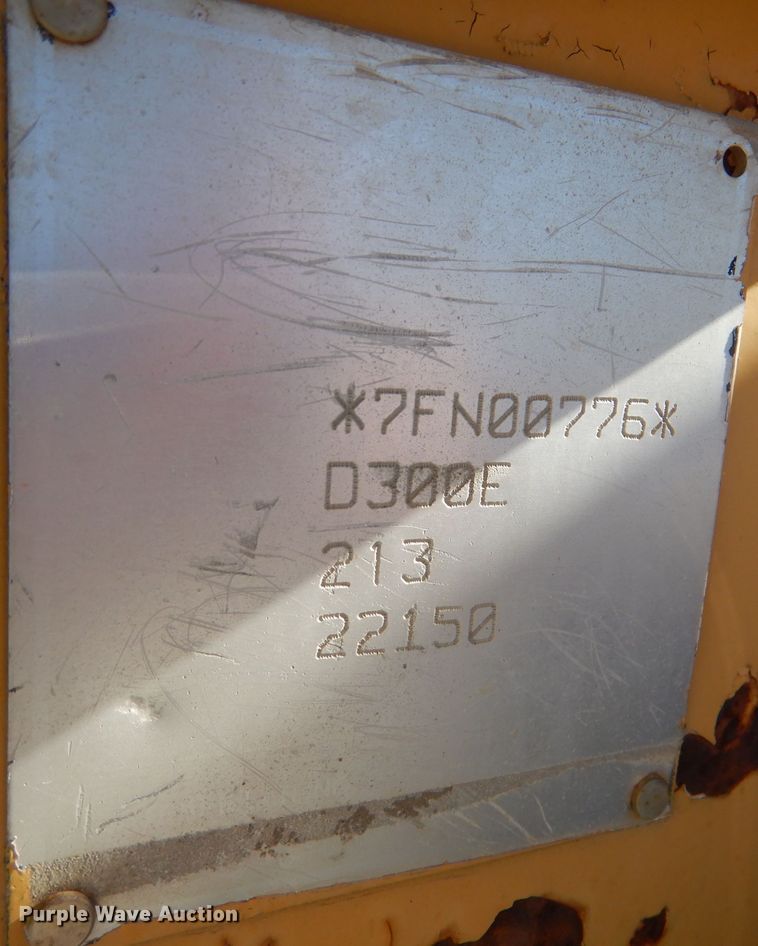 *7FN00776*
D300E
213
22150
Purple Wave Auction